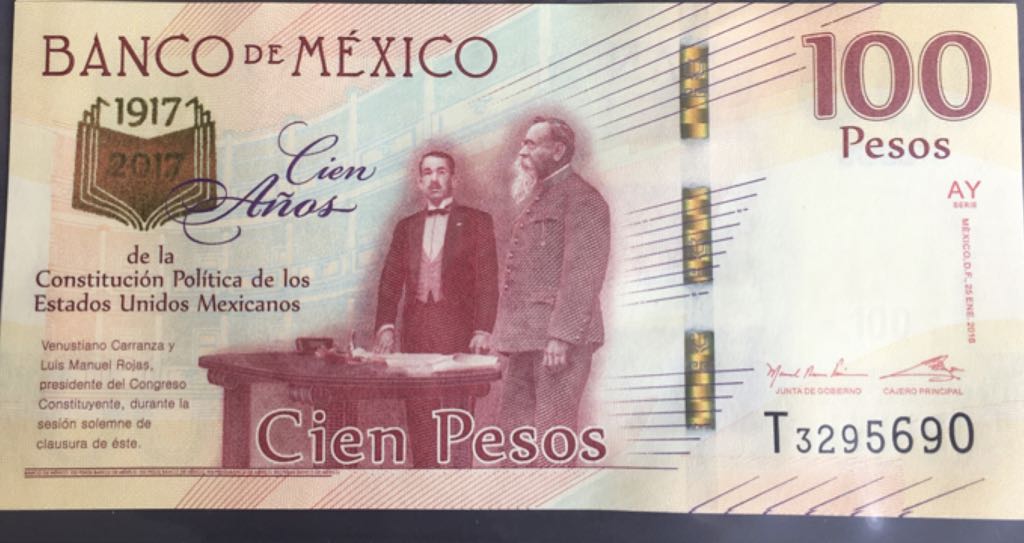 BANCO DE MÉXICO
100
Pesos
1917
2017
Cien
Años
de la
Constitución Política de los
Estados Unidos Mexicanos
Venustiano Carranza y
Luis Manuel Rojas,
presidente del Congreso
Constituyente, durante la
sesión solemne de
clausura de éste.
Cien Pesos
AY
SERIE
MÉXICO, D.F., 25 ENE. 2016
JUNTA DE GOBIERNO
CAJERO PRINCIPAL
T3295690